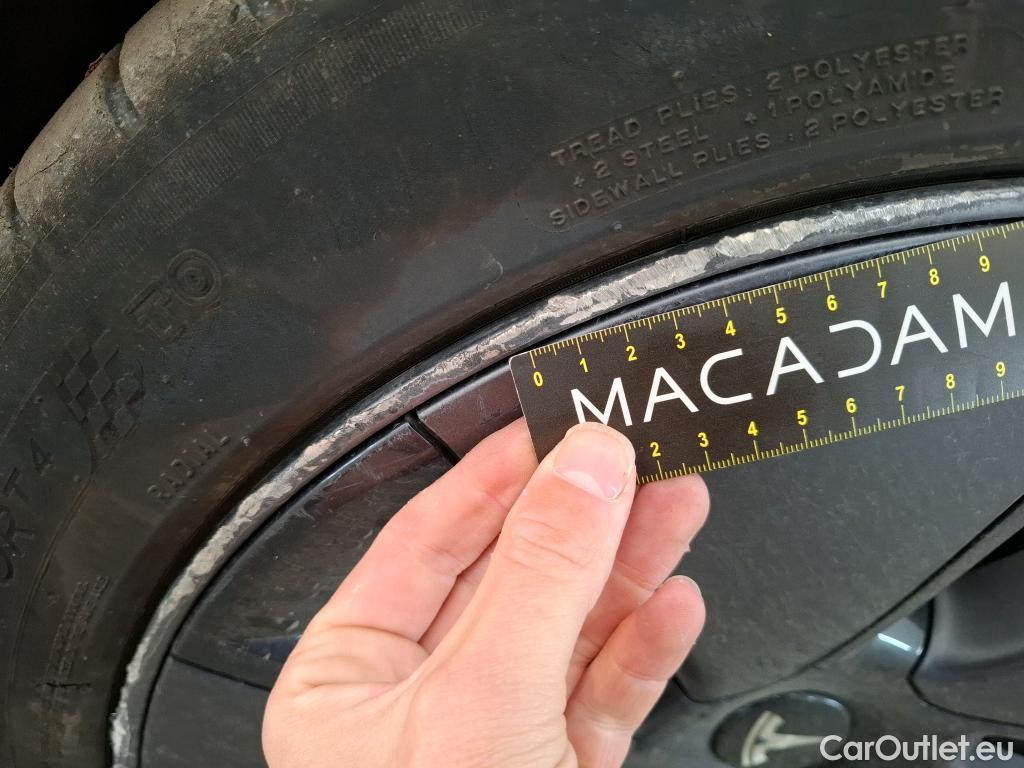 TREAD PLIES : 2 POLYESTER
+ 2 STEEL + 1 POLYAMIDE
SIDEWALL PLIES : 2 POLYESTER
TO
RADIAL
0 1 2 3 4 5 6 7 8 9
MACADAM
2 3 4 5 6 7 8 9
CarOutlet.eu